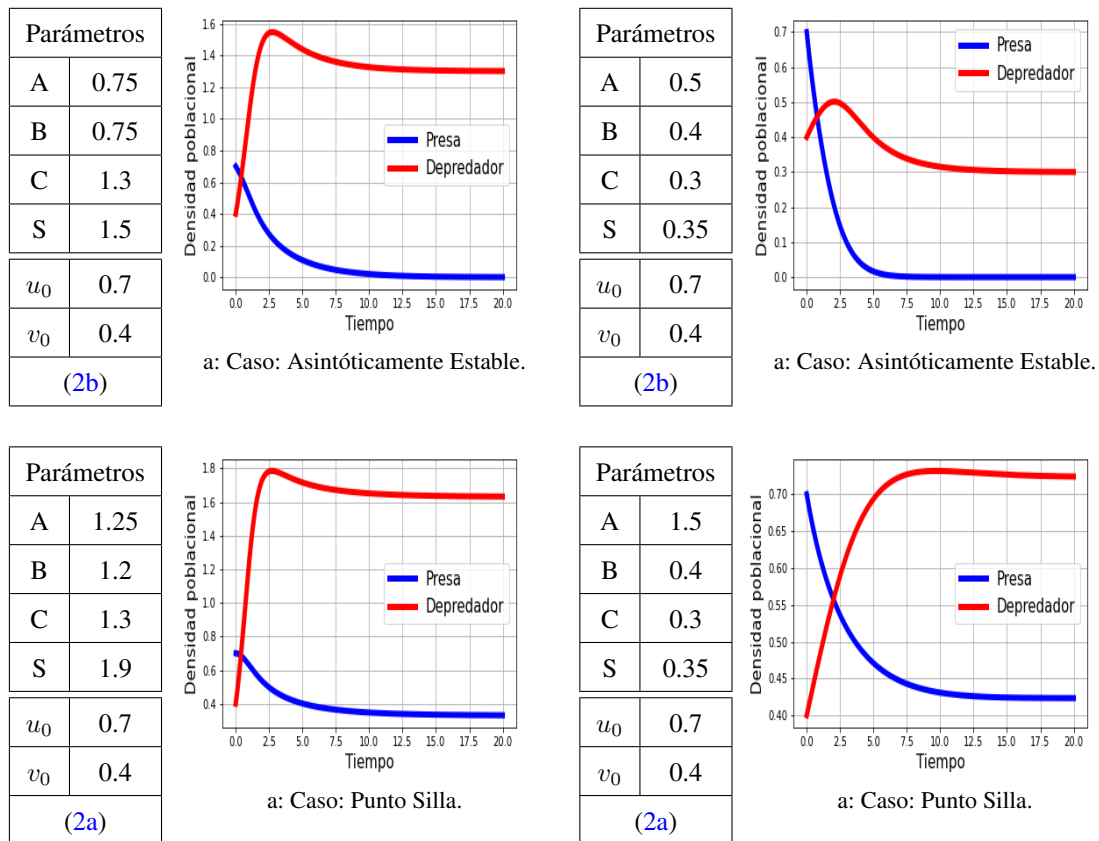 Parámetros
A 0.75
B 0.75
C 1.3
S 1.5
u0 0.7
v0 0.4
(2b)
Densidad poblacional
1.6
1.4
1.2
1.0
0.8
0.6
0.4
0.2
0.0
Presa
Depredador
0.0 2.5 5.0 7.5 10.0 12.5 15.0 17.5 20.0
Tiempo
a: Caso: Asintóticamente Estable.
Parámetros
A 0.5
B 0.4
C 0.3
S 0.35
u0 0.7
v0 0.4
(2b)
Densidad poblacional
0.7
0.6
0.5
0.4
0.3
0.2
0.1
0.0
Presa
Depredador
0.0 2.5 5.0 7.5 10.0 12.5 15.0 17.5 20.0
Tiempo
a: Caso: Asintóticamente Estable.
Parámetros
A 1.25
B 1.2
C 1.3
S 1.9
u0 0.7
v0 0.4
(2a)
Densidad poblacional
1.8
1.6
1.4
1.2
1.0
0.8
0.6
0.4
Presa
Depredador
0.0 2.5 5.0 7.5 10.0 12.5 15.0 17.5 20.0
Tiempo
a: Caso: Punto Silla.
Parámetros
A 1.5
B 0.4
C 0.3
S 0.35
u0 0.7
v0 0.4
(2a)
Densidad poblacional
0.70
0.65
0.60
0.55
0.50
0.45
0.40
Presa
Depredador
0.0 2.5 5.0 7.5 10.0 12.5 15.0 17.5 20.0
Tiempo
a: Caso: Punto Silla.